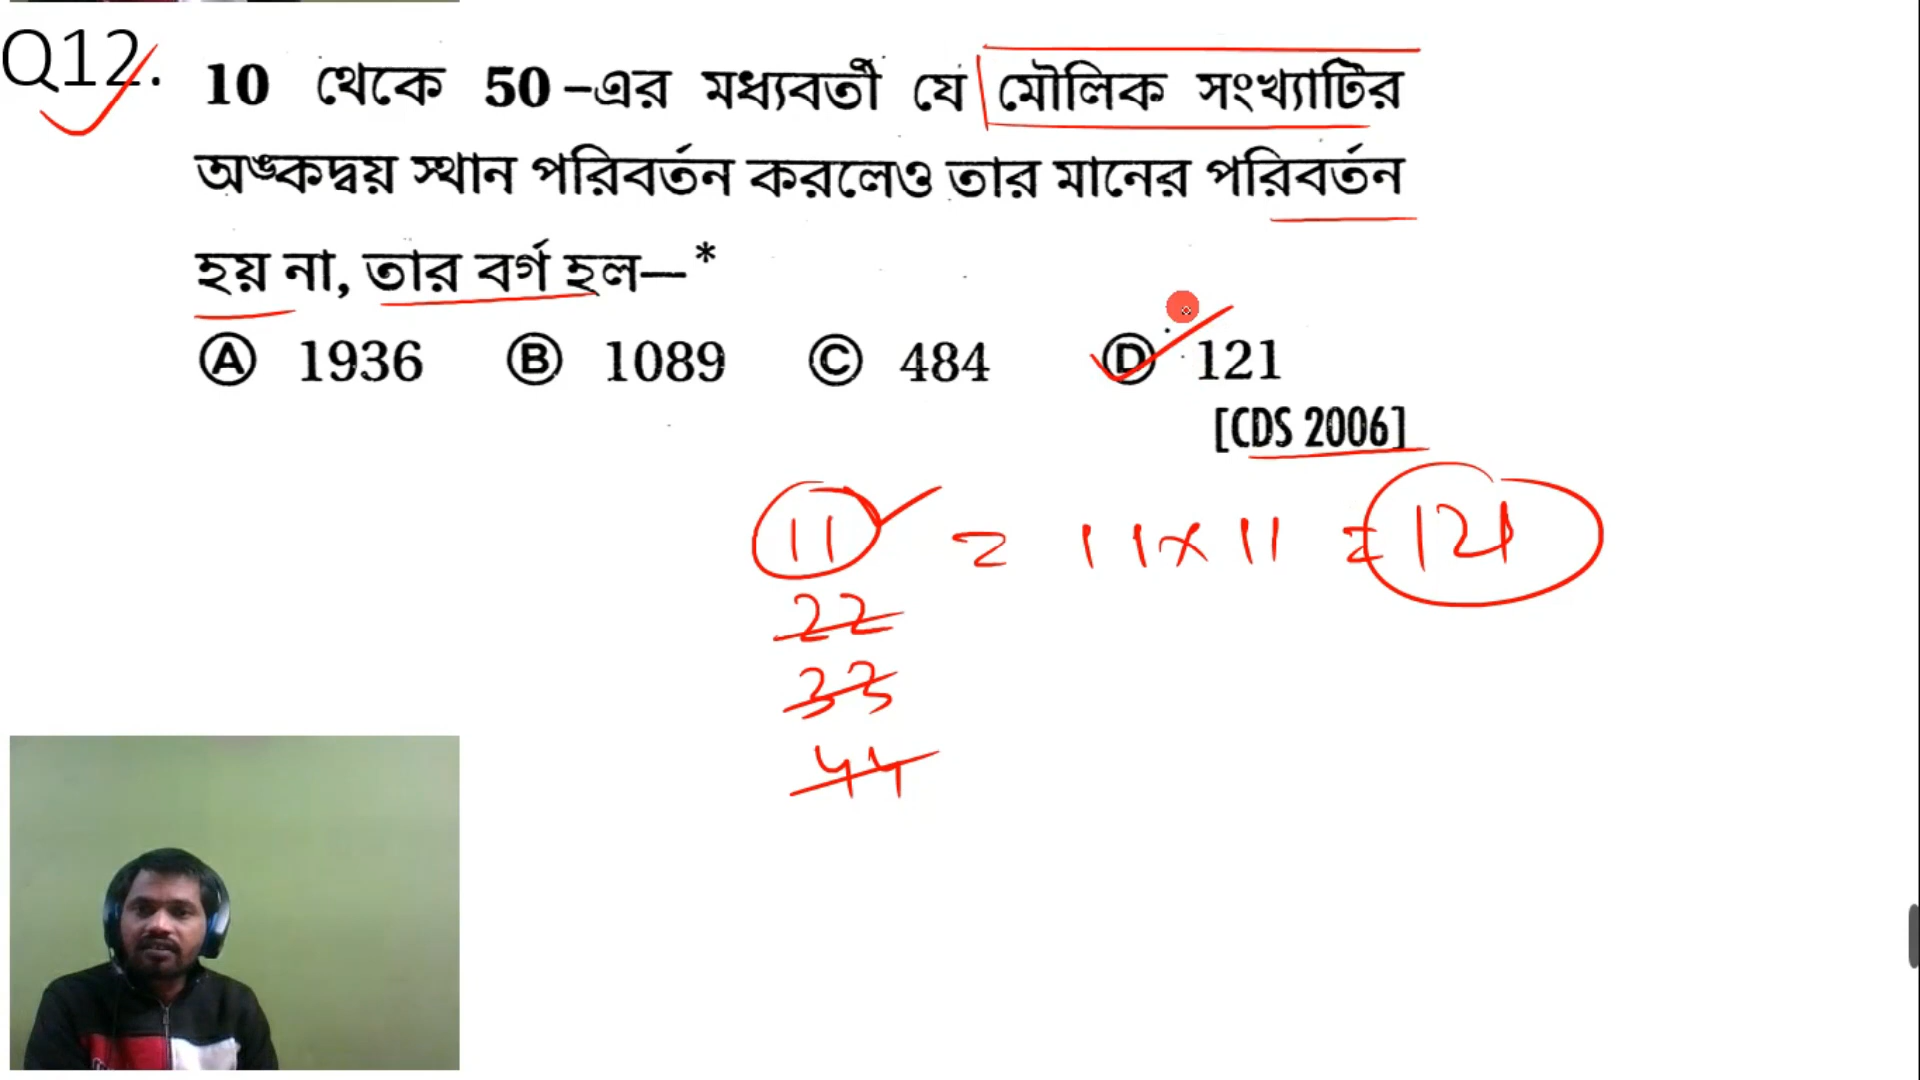 Q12.
10 থেকে 50-এর মধ্যবর্তী যে মৌলিক সংখ্যাটির
অঙ্কদ্বয় স্থান পরিবর্তন করলেও তার মানের পরিবর্তন
হয় না, তার বর্গ হল—*
Ⓐ 1936 Ⓑ 1089 Ⓒ 484 Ⓓ 121
[CDS 2006]
11 = 11 × 11 = 121
22
33
44